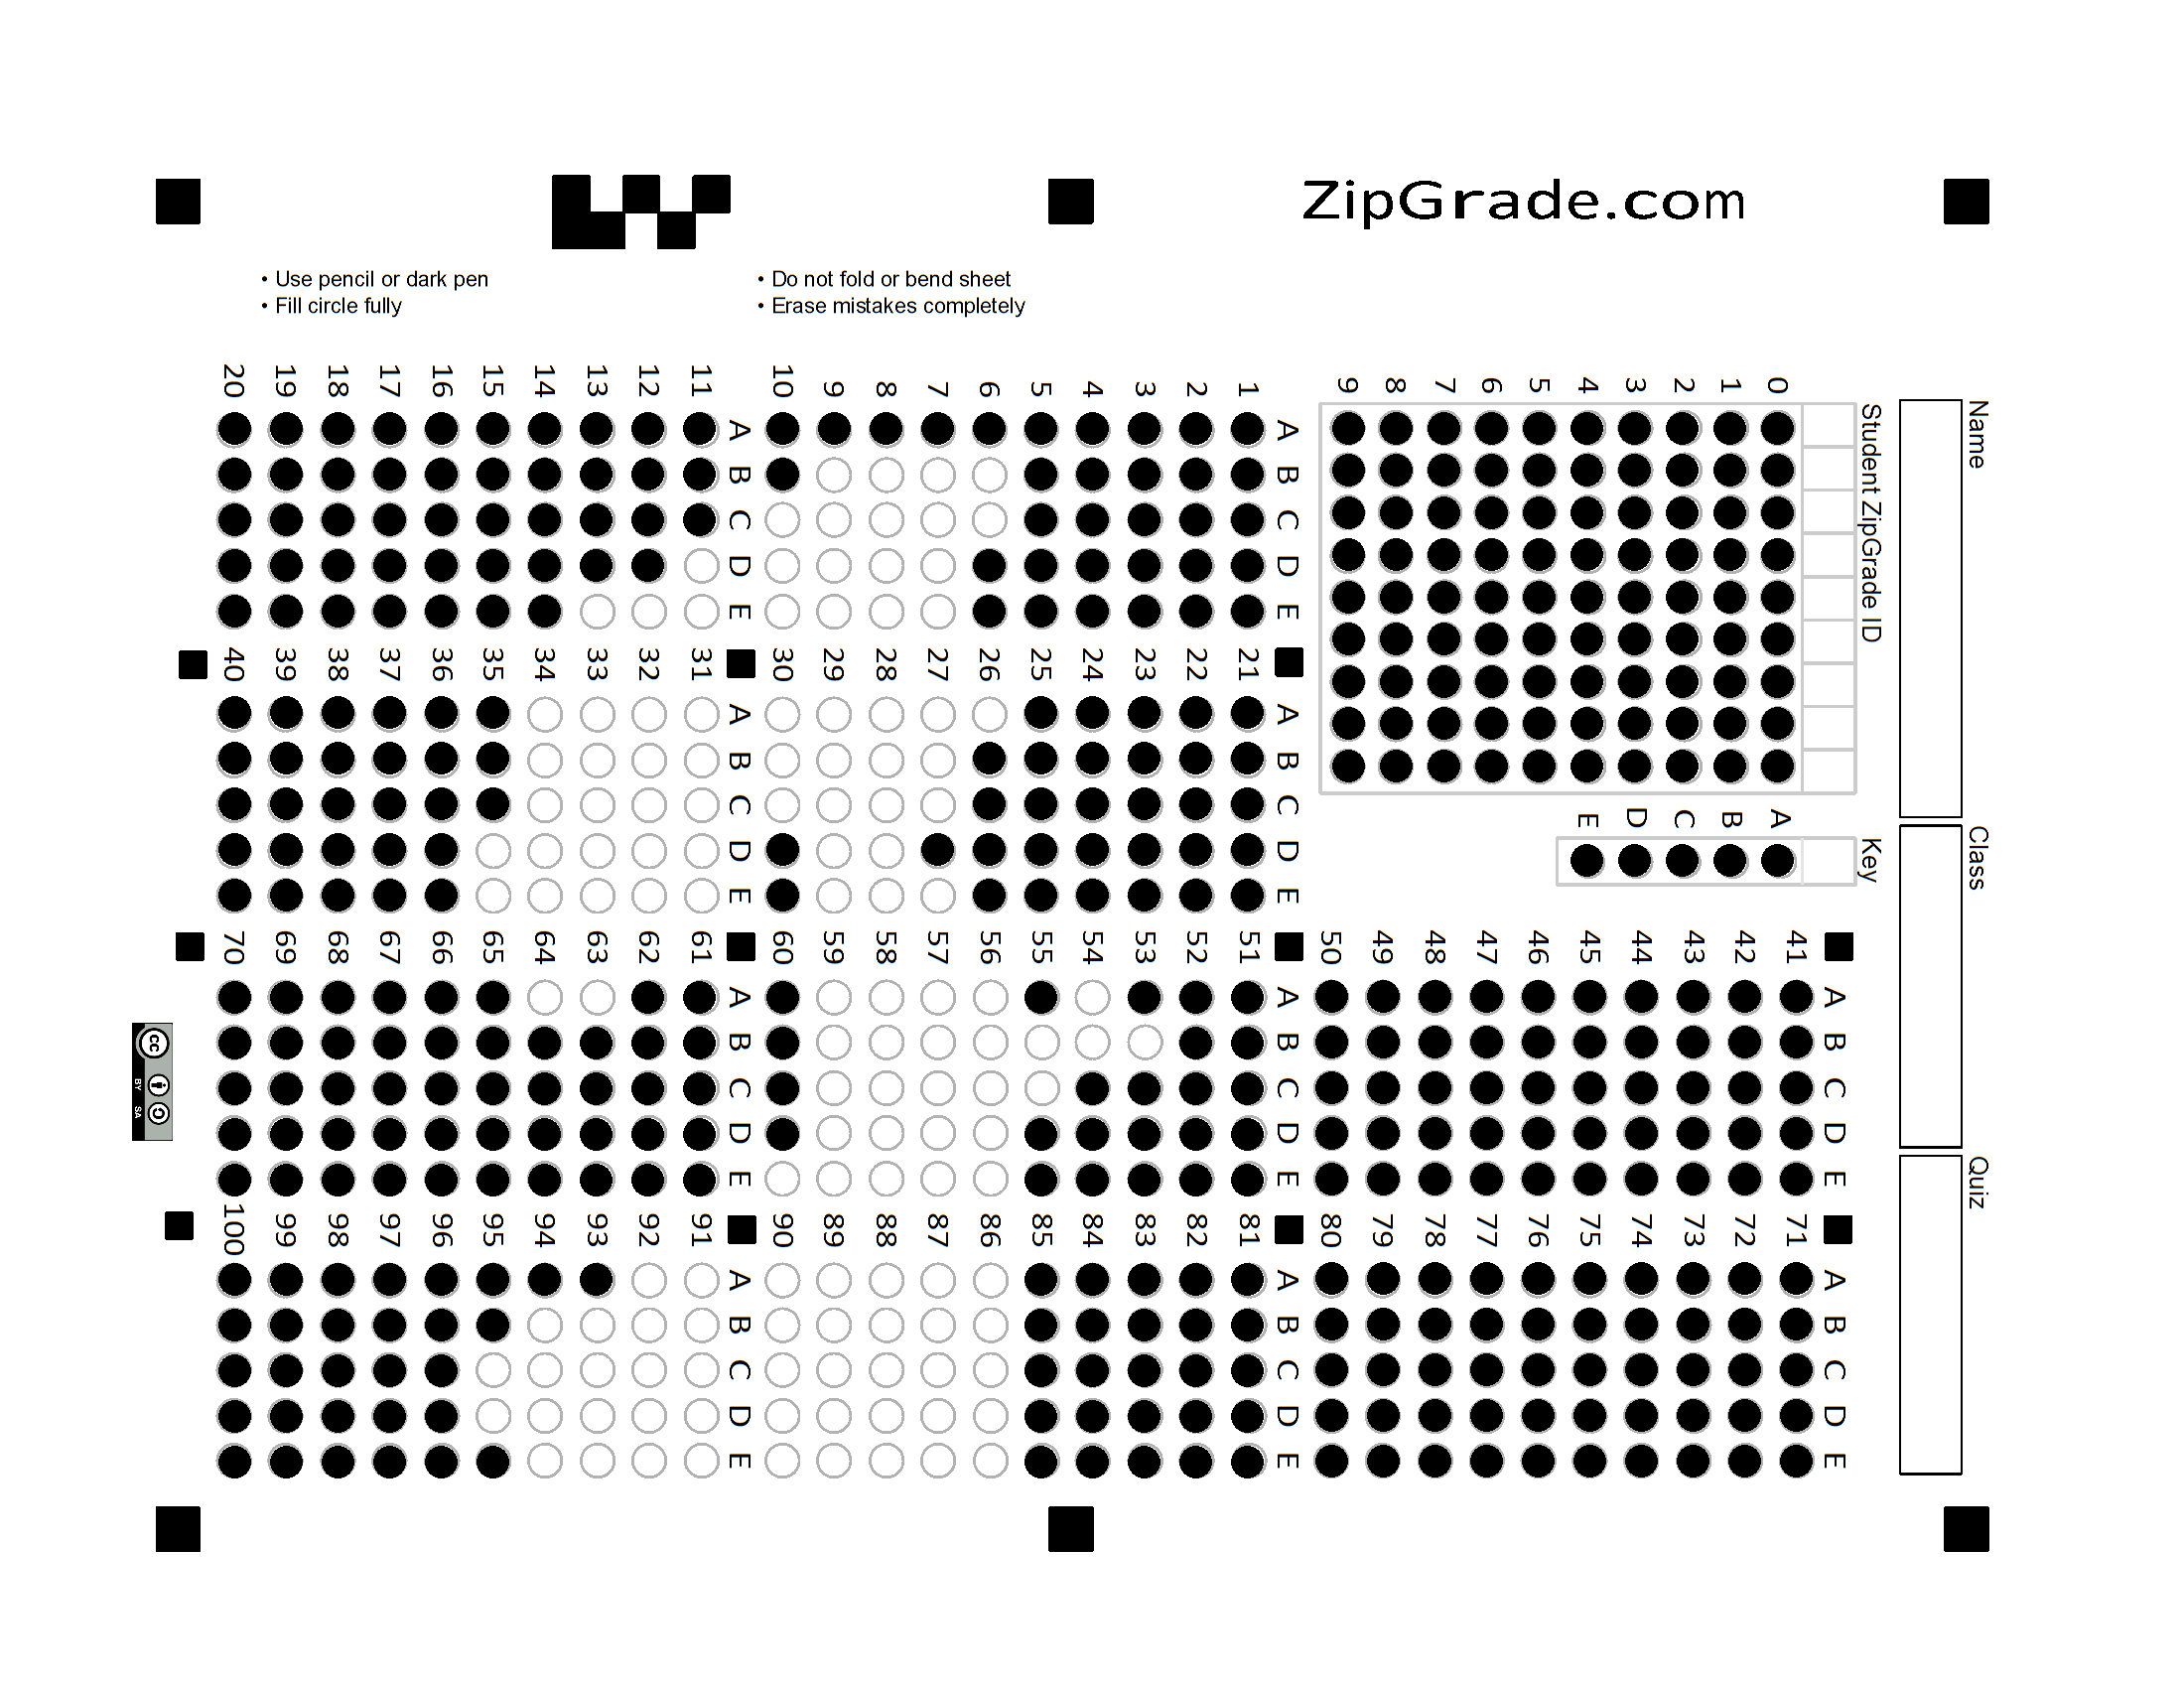 ZipGrade.com
• Use pencil or dark pen
• Fill circle fully
• Do not fold or bend sheet
• Erase mistakes completely
Name
Class
Quiz
Student ZipGrade ID
0 1 2 3 4 5 6 7 8 9
Key
A B C D E
A B C D E
1 2 3 4 5 6 7 8 9 10
A B C D E
11 12 13 14 15 16 17 18 19 20
A B C D E
21 22 23 24 25 26 27 28 29 30
A B C D E
31 32 33 34 35 36 37 38 39 40
A B C D E
41 42 43 44 45 46 47 48 49 50
A B C D E
51 52 53 54 55 56 57 58 59 60
A B C D E
61 62 63 64 65 66 67 68 69 70
A B C D E
71 72 73 74 75 76 77 78 79 80
A B C D E
81 82 83 84 85 86 87 88 89 90
A B C D E
91 92 93 94 95 96 97 98 99 100
cc
BY SA